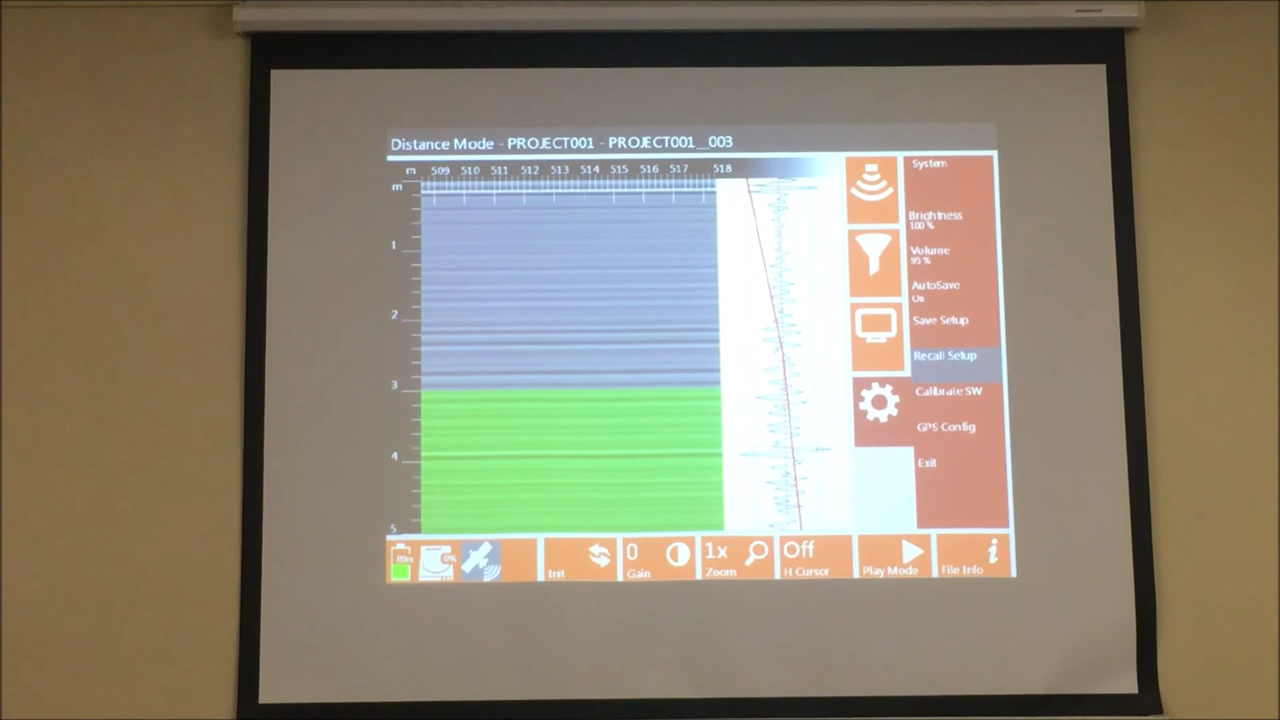 Distance Mode - PROJECT001 - PROJECT001__003
m 509 510 511 512 513 514 515 516 517 518
m
1
2
3
4
5
System
Brightness
100 %
Volume
95 %
AutoSave
On
Save Setup
Recall Setup
Calibrate SW
GPS Config
Exit
0%
Init
0
Gain
1x
Zoom
Off
H Cursor
Play Mode
i
File Info